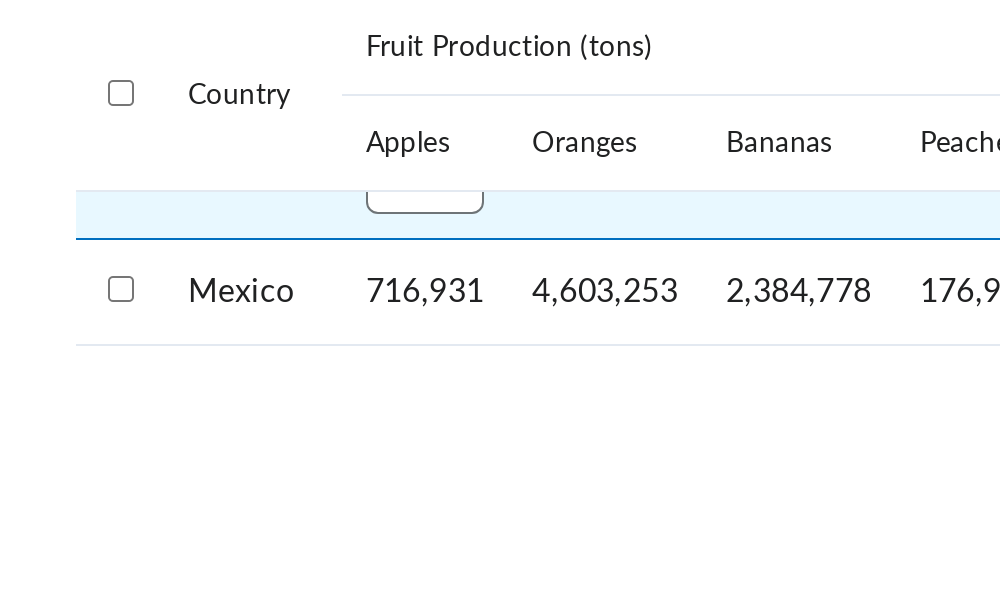 Fruit Production (tons)
Country
Apples Oranges Bananas
Mexico 716,931 4,603,253 2,384,778